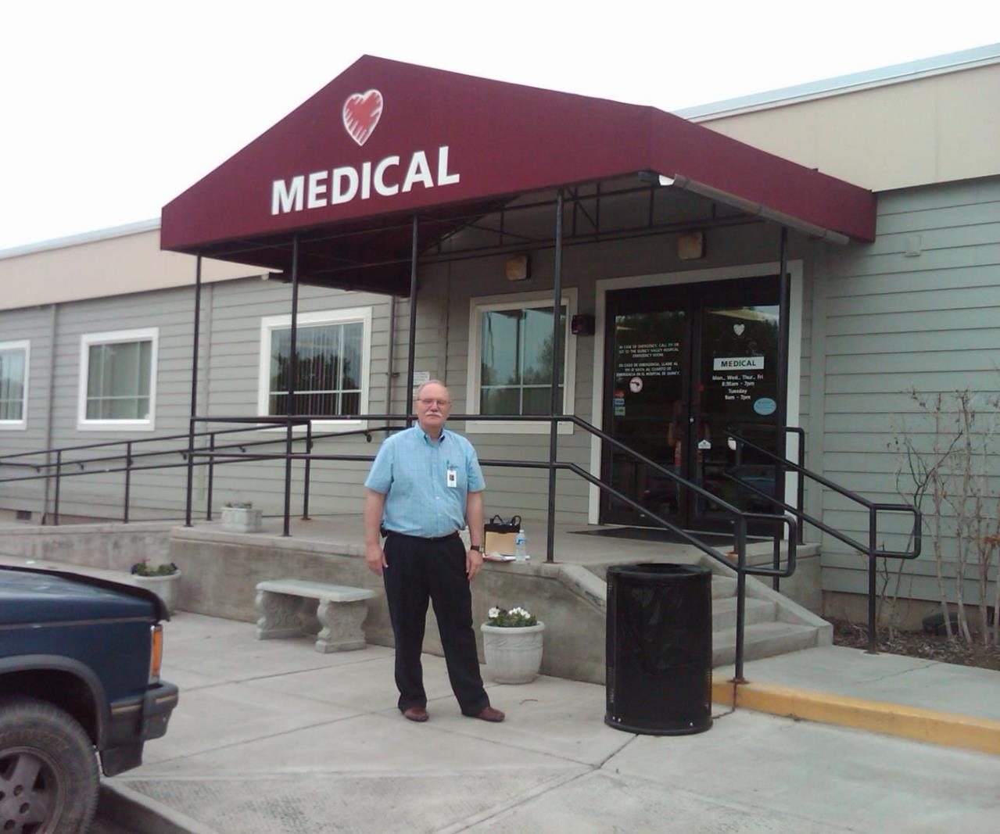 MEDICAL
IN CASE OF EMERGENCY, CALL 911 OR
GO TO THE QUINCY VALLEY HOSPITAL
EMERGENCY ROOM
EN CASO DE EMERGENCIA, LLAME AL
911 O VAYA AL CUARTO DE
EMERGENCIA EN EL HOSPITAL DE QUINCY.
MEDICAL
Mon., Wed., Thur., Fri
8:30am - 7pm
Tuesday
9am - 7pm